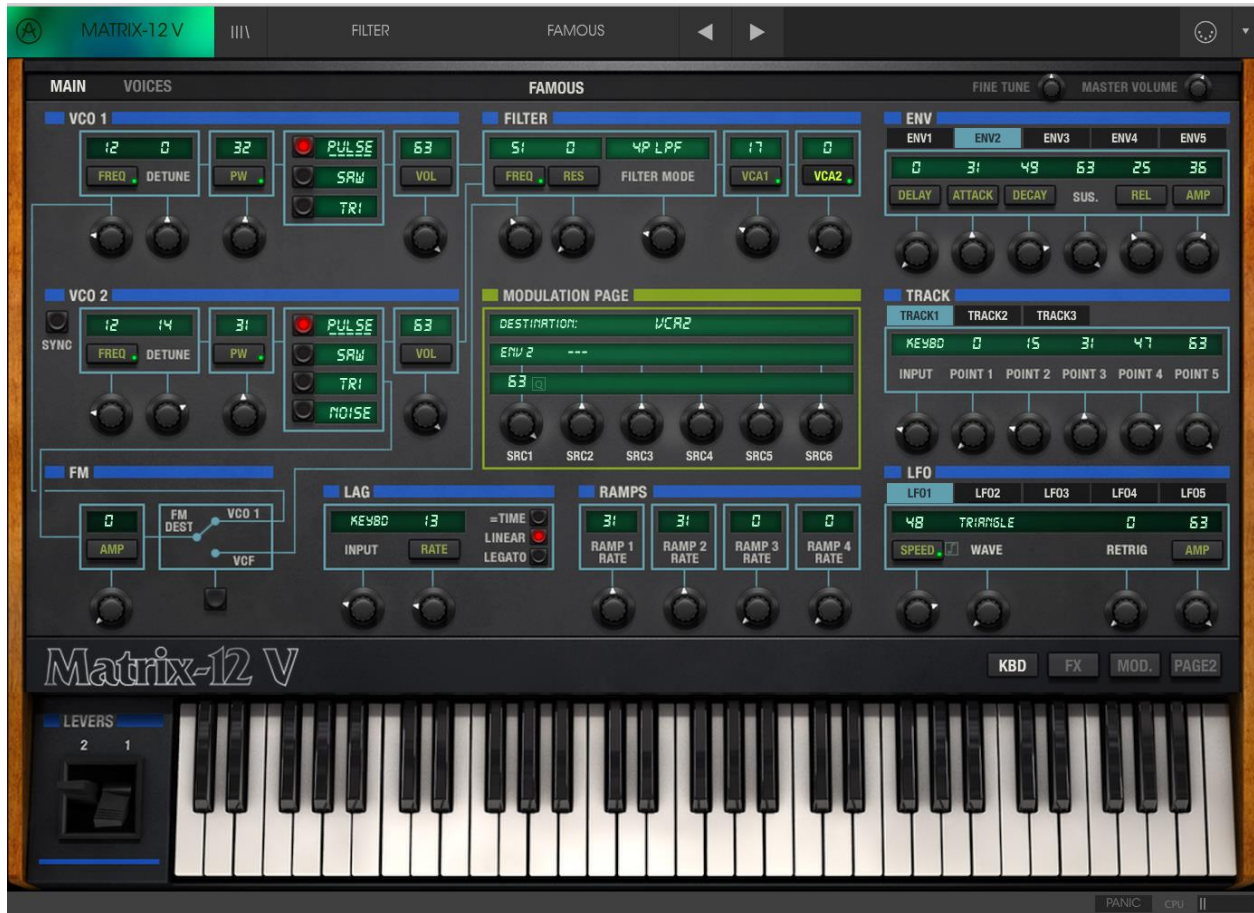 MATRIX-12 V FILTER FAMOUS
MAIN VOICES FAMOUS FINE TUNE MASTER VOLUME
VCO 1
12 0 32 PULSE 63
FREQ DETUNE PW SAW VOL
TRI
FILTER
51 0 4P LPF 17 0
FREQ RES FILTER MODE VCA1 VCA2
ENV
ENV1 ENV2 ENV3 ENV4 ENV5
0 31 49 63 25 36
DELAY ATTACK DECAY SUS. REL AMP
VCO 2
SYNC
12 14 31 PULSE 63
FREQ DETUNE PW SAW VOL
TRI
NOISE
MODULATION PAGE
DESTINATION: VCA2
ENV 2 ---
63 Q
SRC1 SRC2 SRC3 SRC4 SRC5 SRC6
TRACK
TRACK1 TRACK2 TRACK3
KEYBD 0 15 31 47 63
INPUT POINT 1 POINT 2 POINT 3 POINT 4 POINT 5
FM
0
AMP
FM DEST
VCO 1
VCF
LAG
KEYBD 13
INPUT RATE
=TIME
LINEAR
LEGATO
RAMPS
31 31 0 0
RAMP 1 RAMP 2 RAMP 3 RAMP 4
RATE RATE RATE RATE
LFO
LFO1 LFO2 LFO3 LFO4 LFO5
48 TRIANGLE 0 63
SPEED WAVE RETRIG AMP
Matrix-12 V
KBD FX MOD. PAGE2
LEVERS
2 1
PANIC CPU